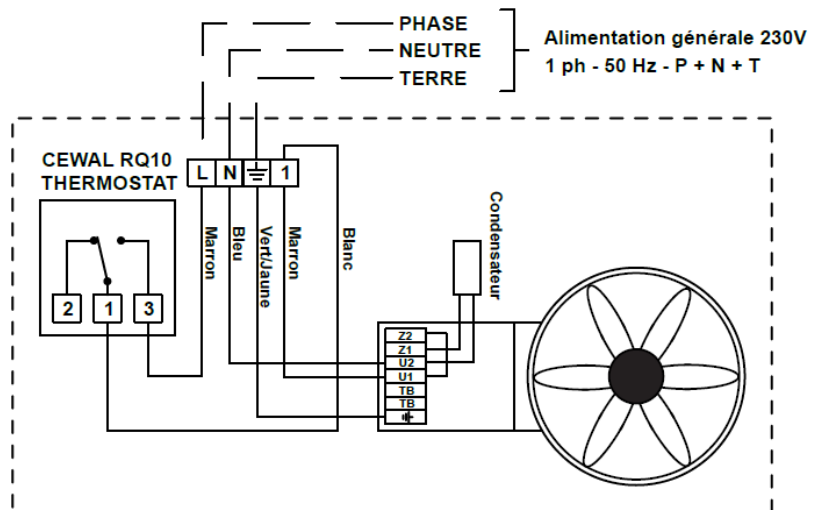 PHASE
NEUTRE
TERRE
Alimentation générale 230V
1 ph - 50 Hz - P + N + T
CEWAL RQ10
THERMOSTAT
L N 1
2 1 3
Marron
Bleu
Vert/Jaune
Marron
Blanc
Condensateur
Z2
Z1
U2
U1
TB
TB